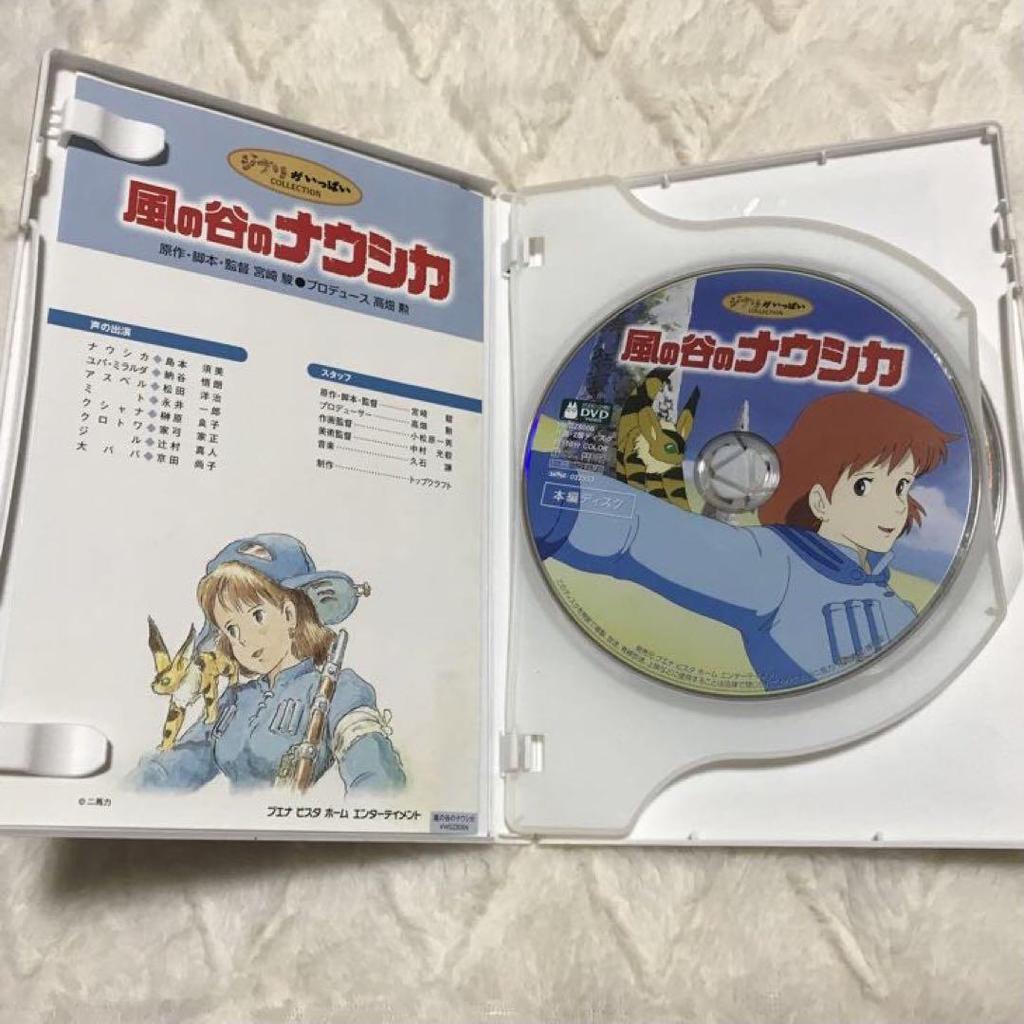 ジブリがいっぱい
COLLECTION
風の谷のナウシカ
原作・脚本・監督 宮崎 駿●プロデュース 高畑 勲
声の出演
ナウシカ◆島本 須美
ユパ・ミラルダ◆納谷 悟朗
アスベル◆松田 洋治
ミト◆永井 一郎
クシャナ◆榊原 良子
クロトワ◆家弓 家正
ジル◆辻村 真人
大ババ◆京田 尚子
スタッフ
原作・脚本・監督………宮崎 駿
プロデューサー………高畑 勲
作画監督………小松原 一男
美術監督………中村 光毅
音楽………久石 譲
制作………トップクラフト
©二馬力
ブエナ ビスタ ホーム エンターテイメント
風の谷のナウシカ
ジブリがいっぱい
COLLECTION
風の谷のナウシカ
DVD
COLOR
本編ディスク